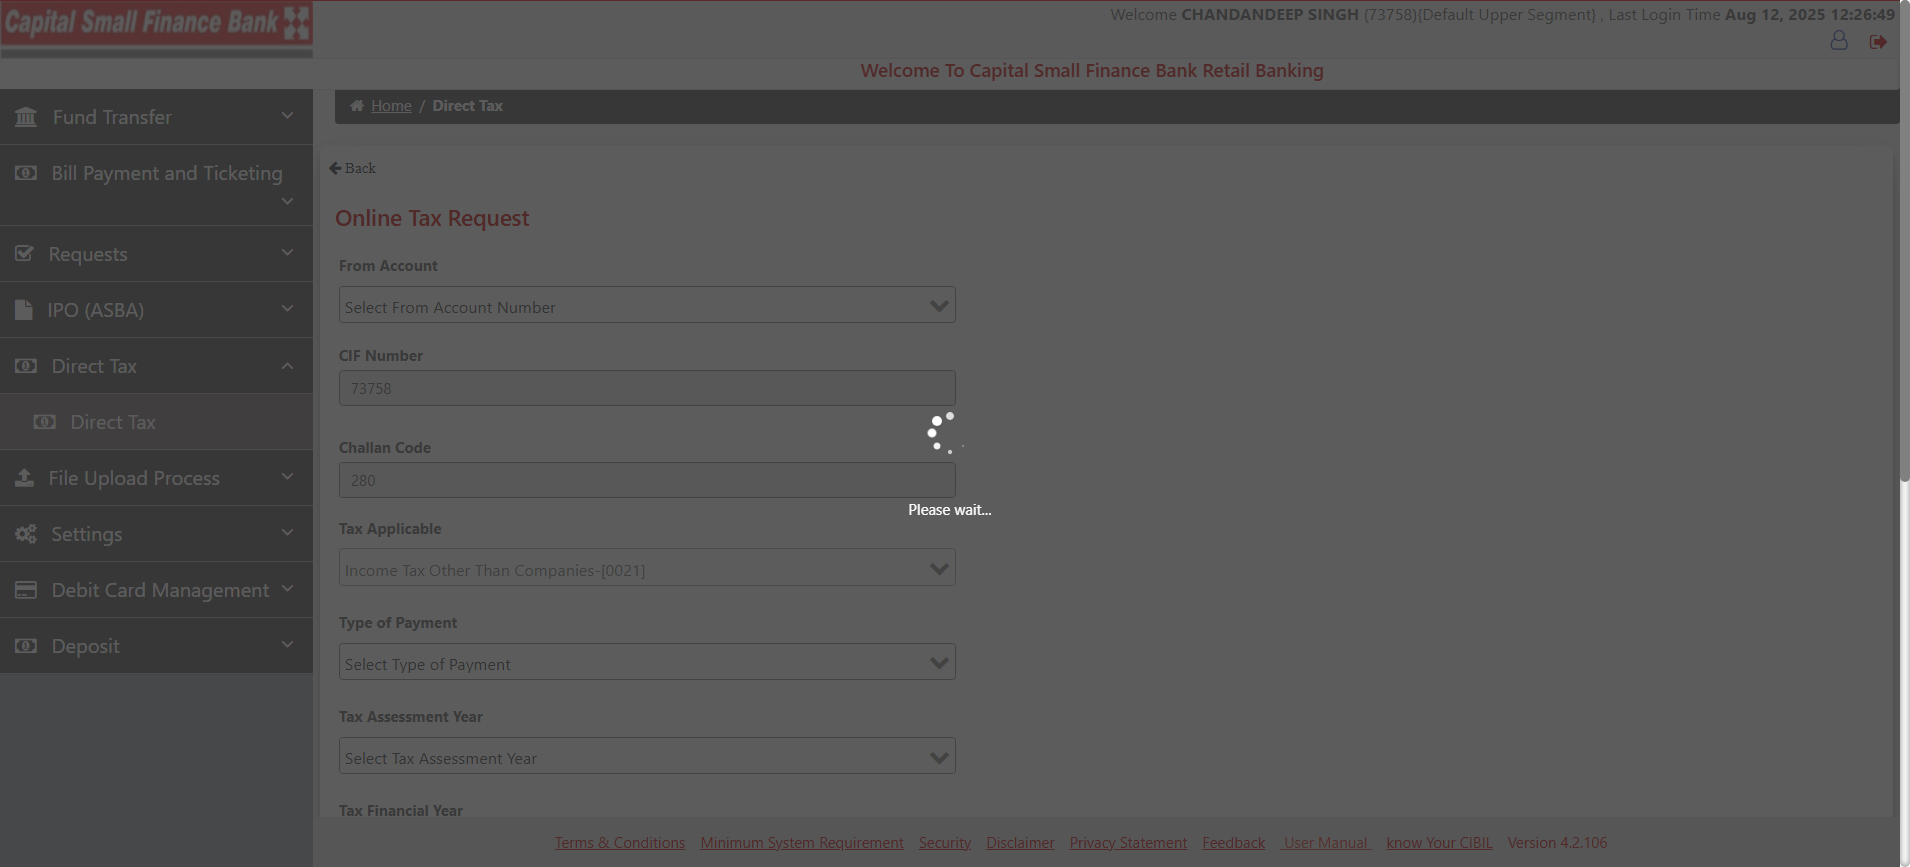 Capital Small Finance Bank
Welcome CHANDANDEEP SINGH (73758){Default Upper Segment} , Last Login Time Aug 12, 2025 12:26:49
Welcome To Capital Small Finance Bank Retail Banking
Fund Transfer
Bill Payment and Ticketing
Requests
IPO (ASBA)
Direct Tax
Direct Tax
File Upload Process
Settings
Debit Card Management
Deposit
Home / Direct Tax
Back
Online Tax Request
From Account
Select From Account Number
CIF Number
73758
Challan Code
280
Please wait...
Tax Applicable
Income Tax Other Than Companies-[0021]
Type of Payment
Select Type of Payment
Tax Assessment Year
Select Tax Assessment Year
Tax Financial Year
Terms & Conditions Minimum System Requirement Security Disclaimer Privacy Statement Feedback User Manual know Your CIBIL Version 4.2.106